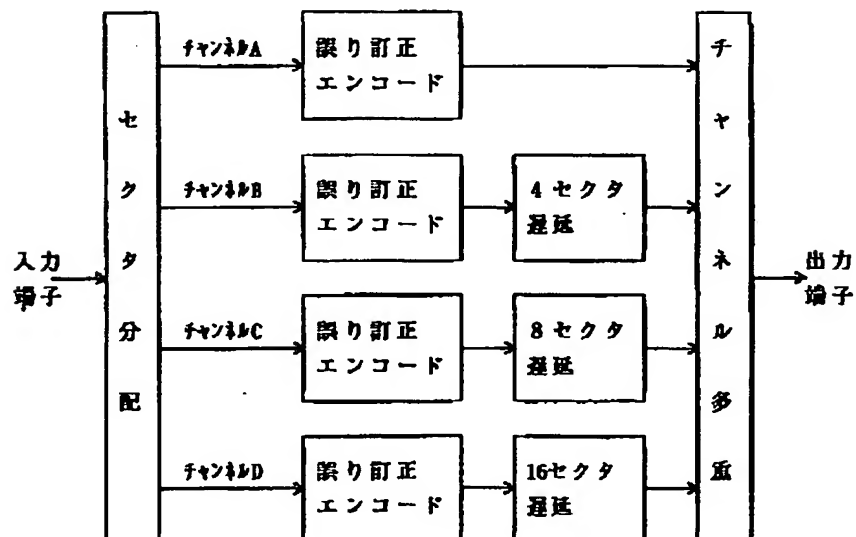 入力
端子
セクタ分配
チャンネルA
誤り訂正
エンコード
チャンネルB
誤り訂正
エンコード
4セクタ
遅延
チャンネルC
誤り訂正
エンコード
8セクタ
遅延
チャンネルD
誤り訂正
エンコード
16セクタ
遅延
チャンネル多重
出力
端子